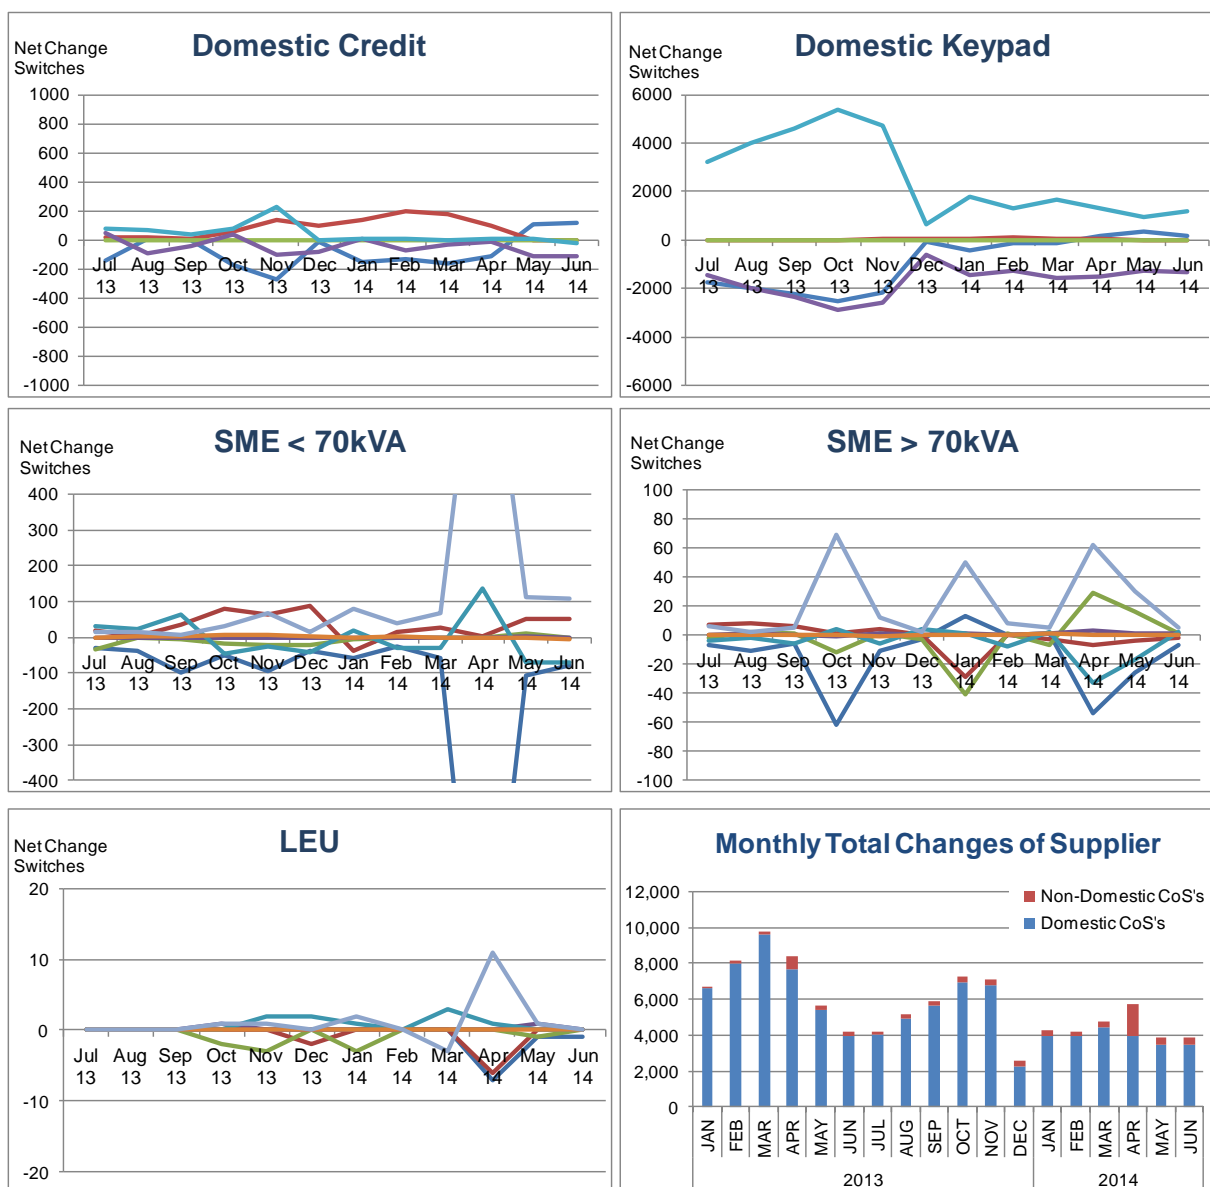 Domestic Credit
Net Change
Switches
1000
800
600
400
200
0
-200
-400
-600
-800
-1000
Jul Aug Sep Oct Nov Dec Jan Feb Mar Apr May Jun
13 13 13 13 13 13 14 14 14 14 14 14
Domestic Keypad
Net Change
Switches
6000
4000
2000
0
-2000
-4000
-6000
Jul Aug Sep Oct Nov Dec Jan Feb Mar Apr May Jun
13 13 13 13 13 13 14 14 14 14 14 14
SME < 70kVA
Net Change
Switches
400
300
200
100
0
-100
-200
-300
-400
Jul Aug Sep Oct Nov Dec Jan Feb Mar Apr May Jun
13 13 13 13 13 13 14 14 14 14 14 14
SME > 70kVA
Net Change
Switches
100
80
60
40
20
0
-20
-40
-60
-80
-100
Jul Aug Sep Oct Nov Dec Jan Feb Mar Apr May Jun
13 13 13 13 13 13 14 14 14 14 14 14
LEU
Net Change
Switches
20
10
0
-10
-20
Jul Aug Sep Oct Nov Dec Jan Feb Mar Apr May Jun
13 13 13 13 13 13 14 14 14 14 14 14
Monthly Total Changes of Supplier
12,000
10,000
8,000
6,000
4,000
2,000
0
Non-Domestic CoS's
Domestic CoS's
JAN FEB MAR APR MAY JUN JUL AUG SEP OCT NOV DEC JAN FEB MAR APR MAY JUN
2013 2014